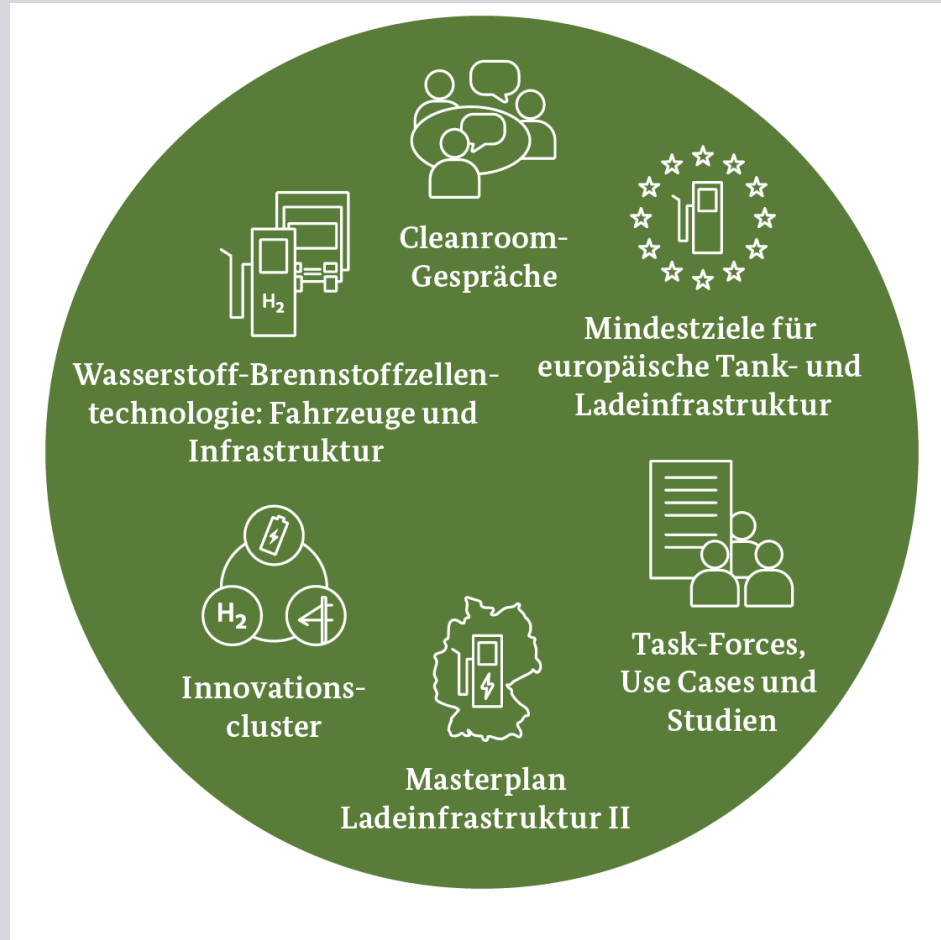 Cleanroom-
Gespräche
Mindestziele für
europäische Tank- und
Ladeinfrastruktur
H₂
Wasserstoff-Brennstoffzellen-
technologie: Fahrzeuge und
Infrastruktur
Task-Forces,
Use Cases und
Studien
H₂
Innovations-
cluster
Masterplan
Ladeinfrastruktur II